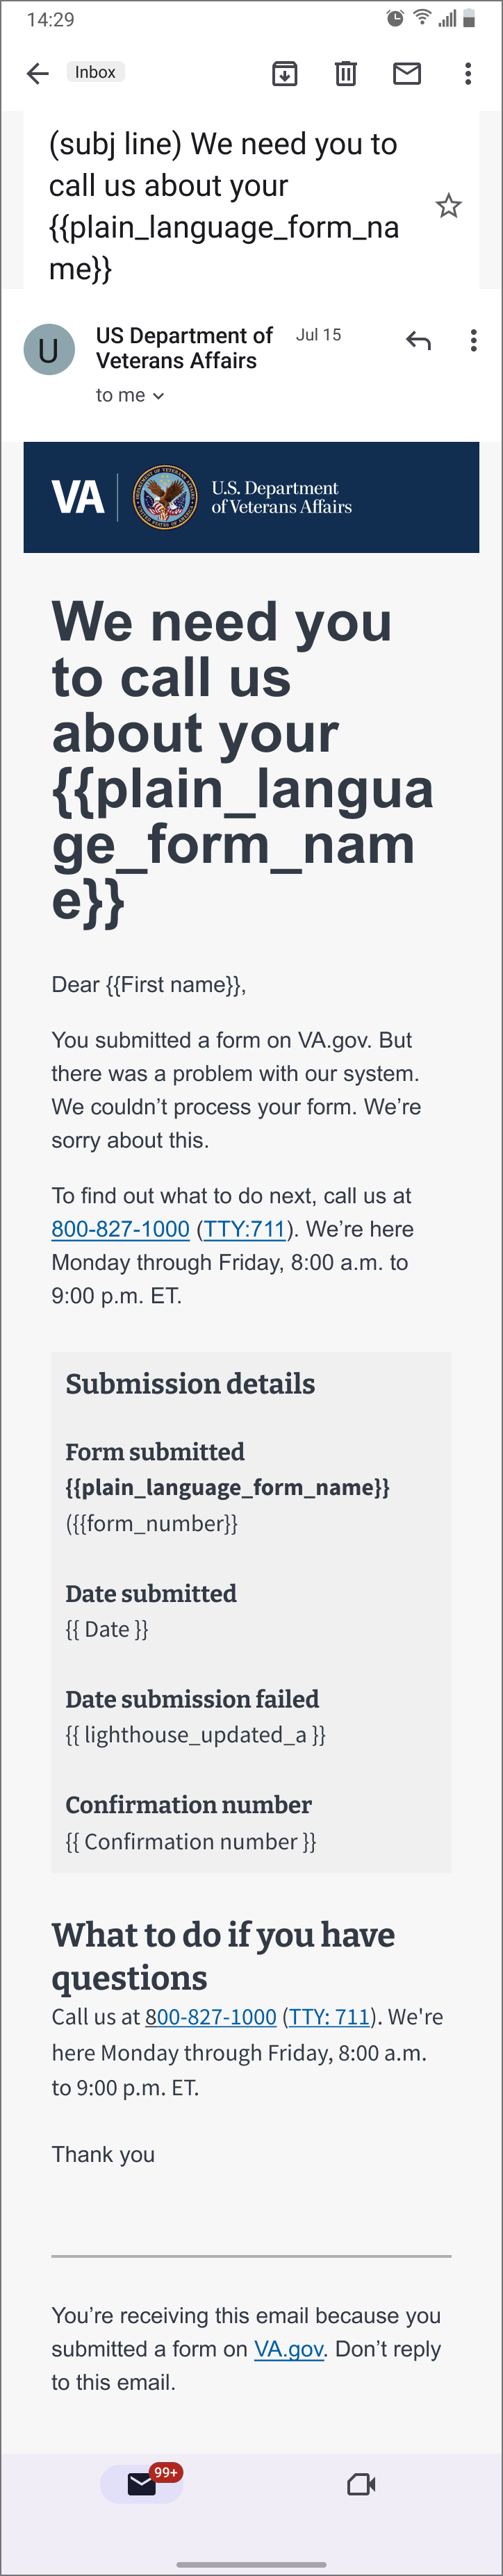 14:29
Inbox
(subj line) We need you to
call us about your
{{plain_language_form_na
me}}
U
US Department of
Veterans Affairs
Jul 15
to me
VA
U.S. Department
of Veterans Affairs
We need you
to call us
about your
{{plain_langua
ge_form_nam
e}}
Dear {{First name}},
You submitted a form on VA.gov. But
there was a problem with our system.
We couldn’t process your form. We’re
sorry about this.
To find out what to do next, call us at
800-827-1000 (TTY:711). We’re here
Monday through Friday, 8:00 a.m. to
9:00 p.m. ET.
Submission details
Form submitted
{{plain_language_form_name}}
({{form_number}}
Date submitted
{{ Date }}
Date submission failed
{{ lighthouse_updated_a }}
Confirmation number
{{ Confirmation number }}
What to do if you have
questions
Call us at 800-827-1000 (TTY: 711). We're
here Monday through Friday, 8:00 a.m.
to 9:00 p.m. ET.
Thank you
You’re receiving this email because you
submitted a form on VA.gov. Don’t reply
to this email.
99+